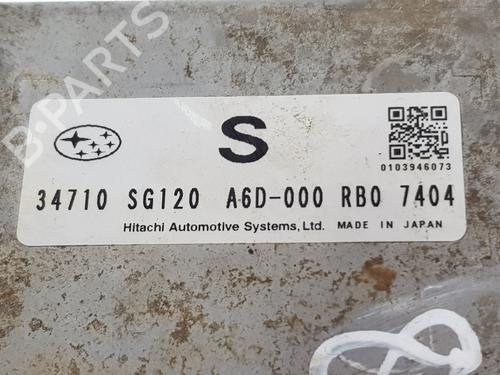 B-PARTS
S
0103946073
34710 SG120 A6D-000 RB0 7404
Hitachi Automotive Systems, Ltd. MADE IN JAPAN